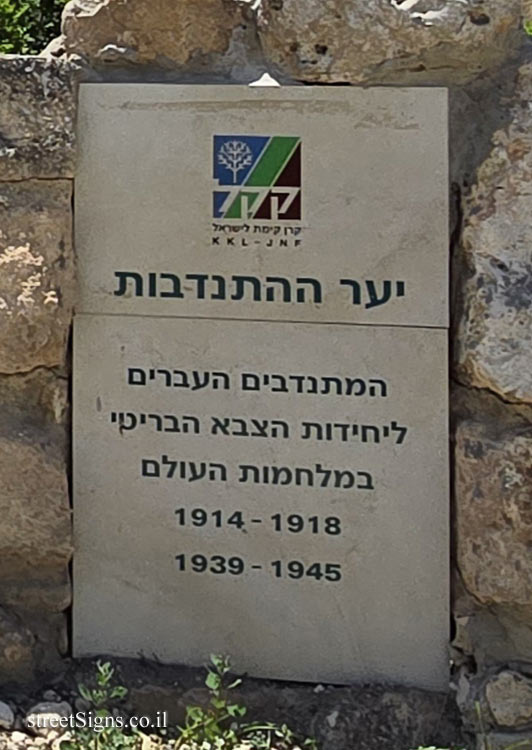 קקל
קרן קימת לישראל
KKL-JNF
יער ההתנדבות
המתנדבים העברים
ליחידות הצבא הבריטי
במלחמות העולם
1914 - 1918
1939 - 1945
streetSigns.co.il